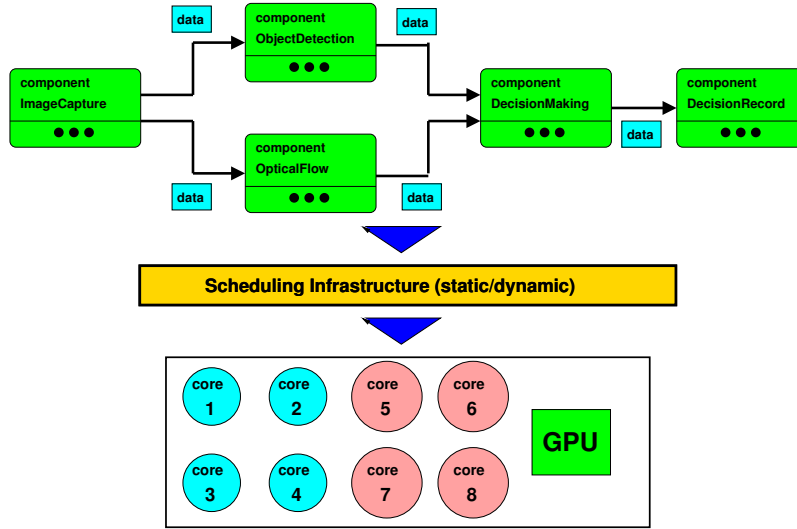 data
component
ObjectDetection
data
component
ImageCapture
component
DecisionMaking
component
DecisionRecord
data
component
OpticalFlow
data
data
Scheduling Infrastructure (static/dynamic)
core
1
core
2
core
5
core
6
GPU
core
3
core
4
core
7
core
8